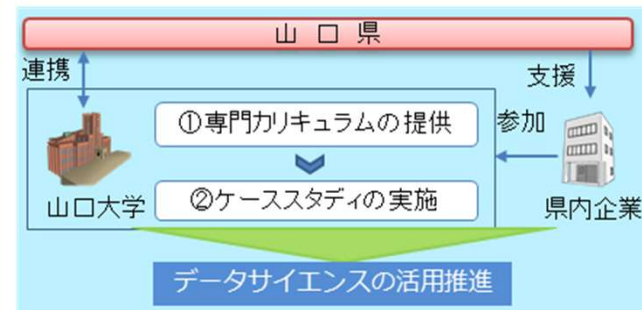 山口県
連携
支援
①専門カリキュラムの提供
参加
②ケーススタディの実施
山口大学
県内企業
データサイエンスの活用推進